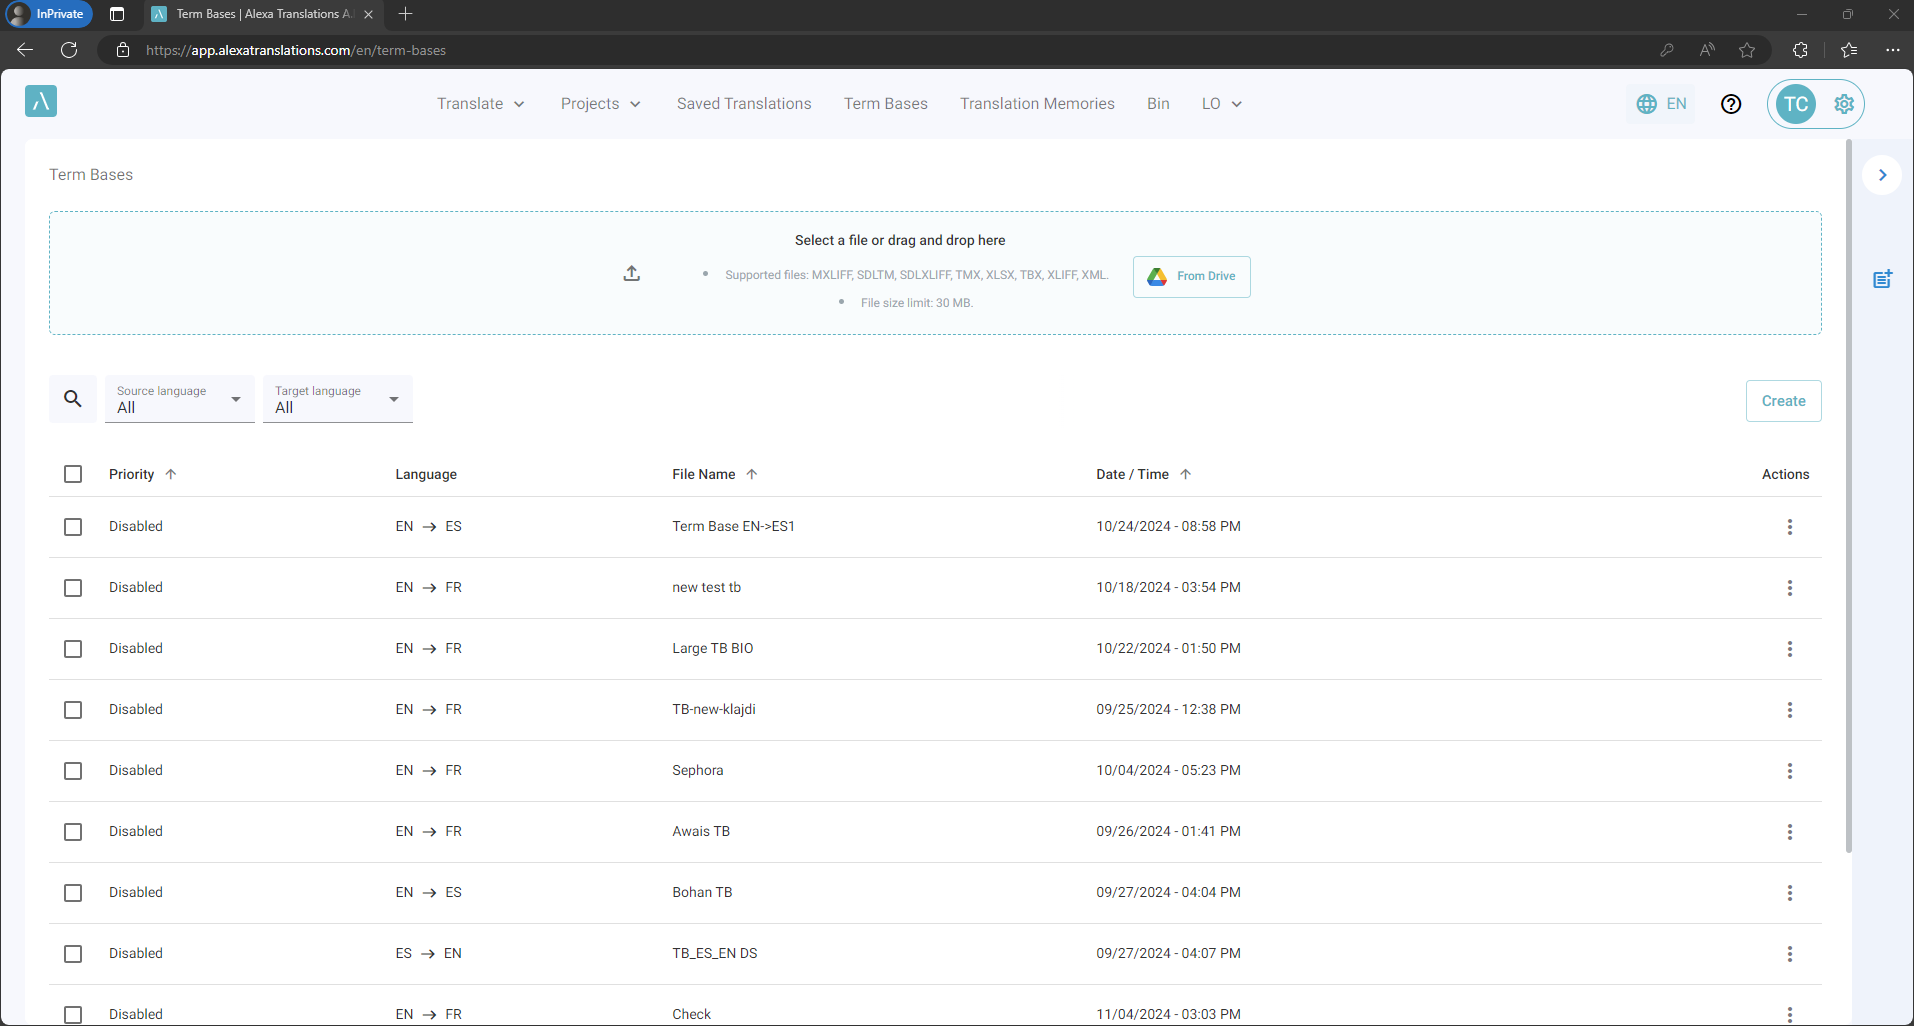 InPrivate
Term Bases | Alexa Translations A.
https://app.alexatranslations.com/en/term-bases
Translate Projects Saved Translations Term Bases Translation Memories Bin LO EN TC
Term Bases
Select a file or drag and drop here
Supported files: MXLIFF, SDLTM, SDLXLIFF, TMX, XLSX, TBX, XLIFF, XML.
File size limit: 30 MB.
From Drive
Source language
All
Target language
All
Create
Priority Language File Name Date / Time Actions
Disabled EN → ES Term Base EN->ES1 10/24/2024 - 08:58 PM
Disabled EN → FR new test tb 10/18/2024 - 03:54 PM
Disabled EN → FR Large TB BIO 10/22/2024 - 01:50 PM
Disabled EN → FR TB-new-klajdi 09/25/2024 - 12:38 PM
Disabled EN → FR Sephora 10/04/2024 - 05:23 PM
Disabled EN → FR Awais TB 09/26/2024 - 01:41 PM
Disabled EN → ES Bohan TB 09/27/2024 - 04:04 PM
Disabled ES → EN TB_ES_EN DS 09/27/2024 - 04:07 PM
Disabled EN → FR Check 11/04/2024 - 03:03 PM